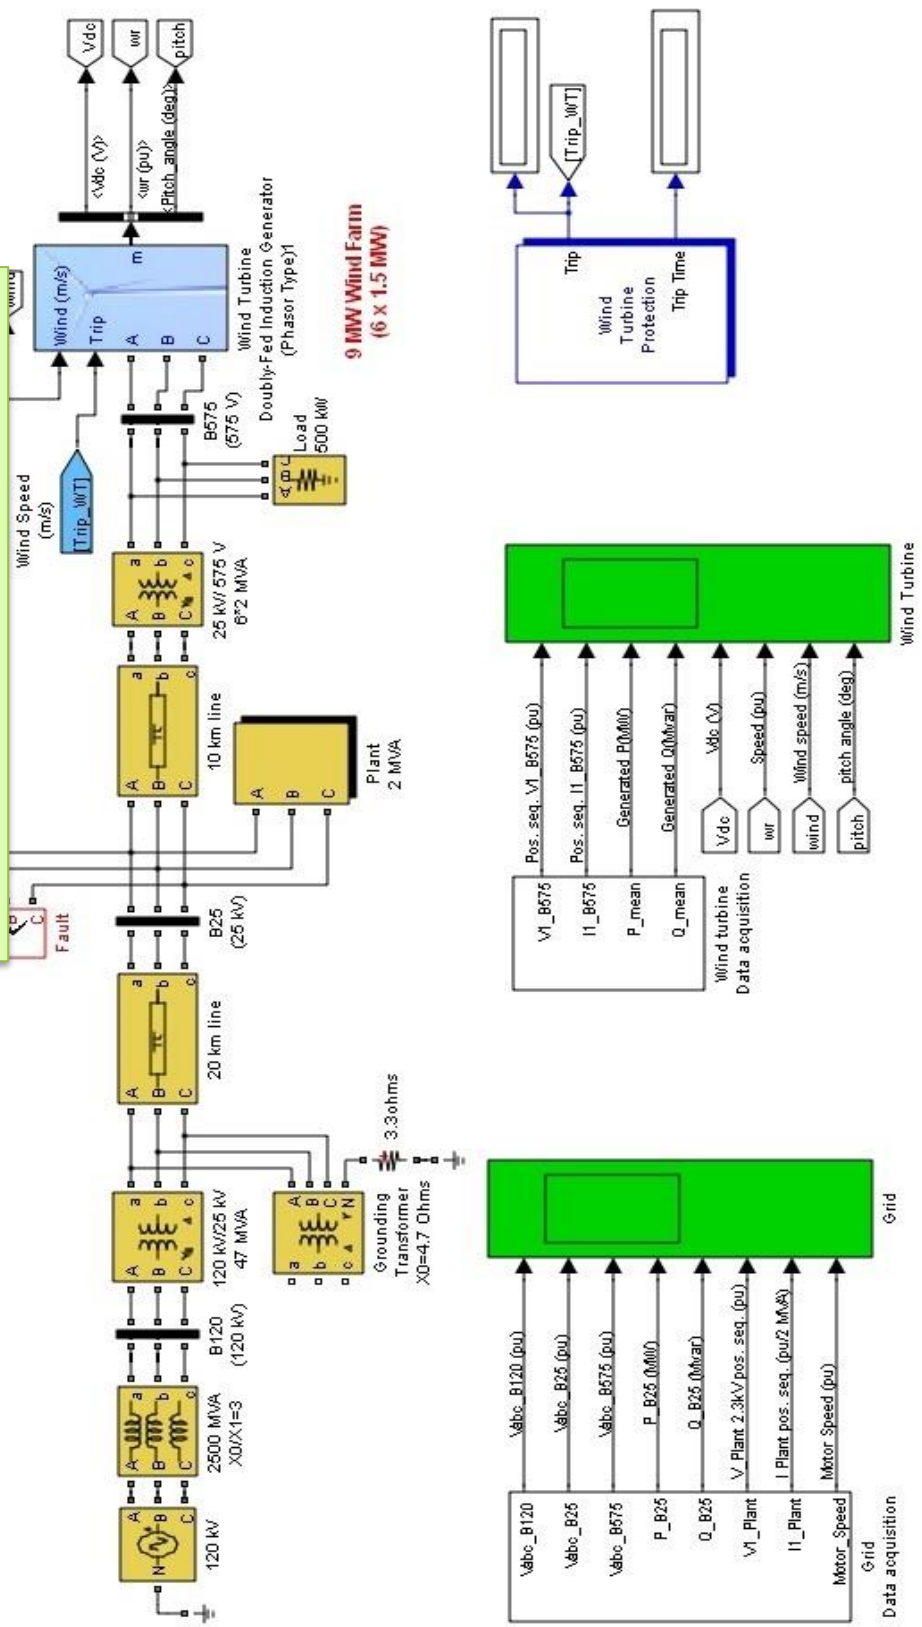 120 kV
N
A
B
C
2500 MVA
X0/X1=3
A
B
C
a
b
c
B120
(120 kV)
120 kV/25 kV
47 MVA
A
B
C
a
b
c
Grounding
Transformer
X0=4.7 Ohms
A
B
C
N
a
b
c
3.3ohms
20 km line
A
B
C
a
b
c
B25
(25 kV)
Fault
C
Plant
2 MVA
A
B
C
10 km line
A
B
C
a
b
c
25 kV/ 575 V
6*2 MVA
A
B
C
a
b
c
Load
500 kW
B575
(575 V)
Wind Speed
(m/s)
[Trip_WT]
Wind (m/s)
Trip
A
B
C
m
Wind Turbine
Doubly-Fed Induction Generator
(Phasor Type)1
<Vdc (V)>
<wr (pu)>
<Pitch_angle (deg)>
Vdc
wr
pitch
9 MW Wind Farm
(6 x 1.5 MW)
Vabc_B120
Vabc_B25
Vabc_B575
P_B25
Q_B25
V1_Plant
I1_Plant
Motor_Speed
Grid
Data acquisition
Vabc_B120 (pu)
Vabc_B25 (pu)
Vabc_B575 (pu)
P_B25 (MW)
Q_B25 (Mvar)
V_Plant 2.3kV pos. seq. (pu)
I Plant pos. seq. (pu/2 MVA)
Motor Speed (pu)
Grid
V1_B575
I1_B575
P_mean
Q_mean
Wind turbine
Data acquisition
Pos. seq. V1_B575 (pu)
Pos. seq. I1_B575 (pu)
Generated P(MW)
Generated Q(Mvar)
Vdc
Vdc (V)
wr
Speed (pu)
wind
Wind speed (m/s)
pitch
pitch angle (deg)
Wind Turbine
Wind
Turbine
Protection
Trip
Trip Time
[Trip_WT]